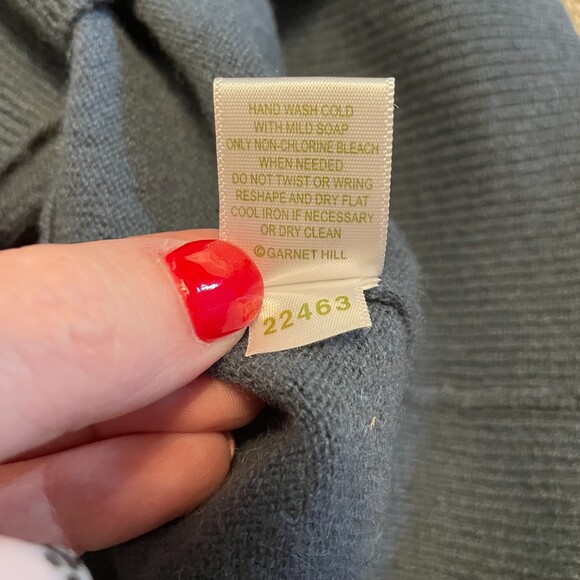 HAND WASH COLD
WITH MILD SOAP
ONLY NON-CHLORINE BLEACH
WHEN NEEDED
DO NOT TWIST OR WRING
RESHAPE AND DRY FLAT
COOL IRON IF NECESSARY
OR DRY CLEAN
©GARNET HILL
22463